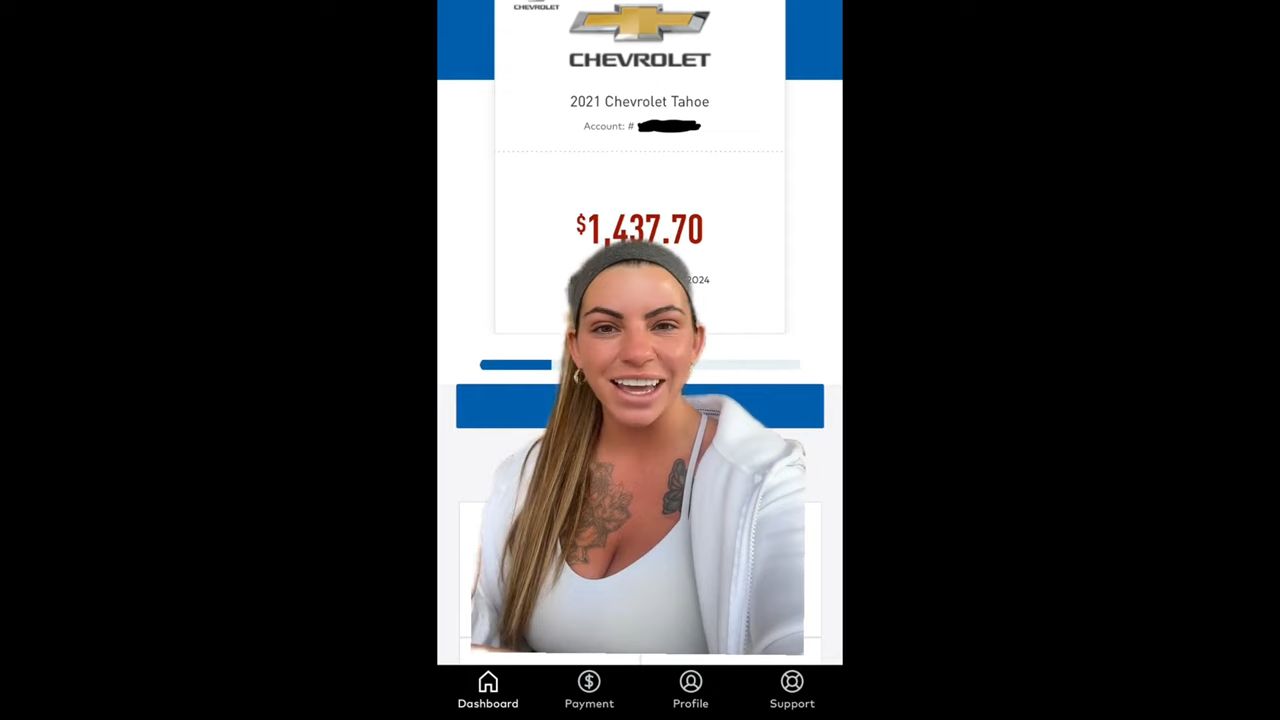 CHEVROLET
CHEVROLET
2021 Chevrolet Tahoe
Account: #
$1,437.70
2024
Dashboard
Payment
Profile
Support